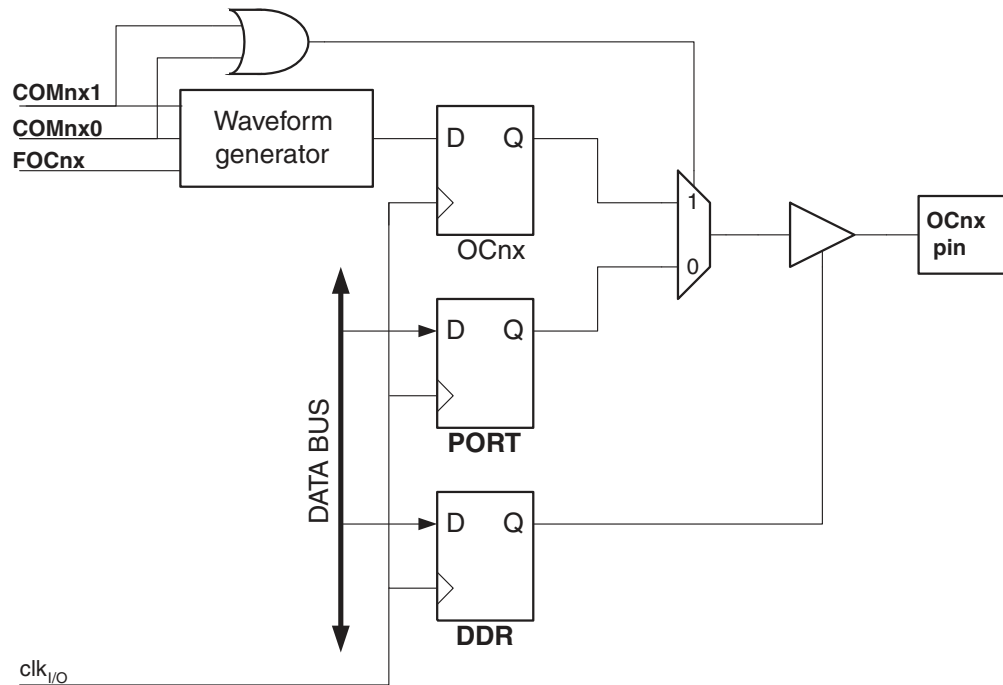 COMnx1
COMnx0
FOCnx
Waveform
generator
D Q
OCnx
1
0
OCnx
pin
D Q
PORT
DATA BUS
D Q
DDR
clkI/O